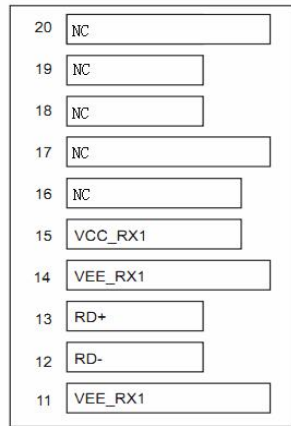 20 NC
19 NC
18 NC
17 NC
16 NC
15 VCC_RX1
14 VEE_RX1
13 RD+
12 RD-
11 VEE_RX1